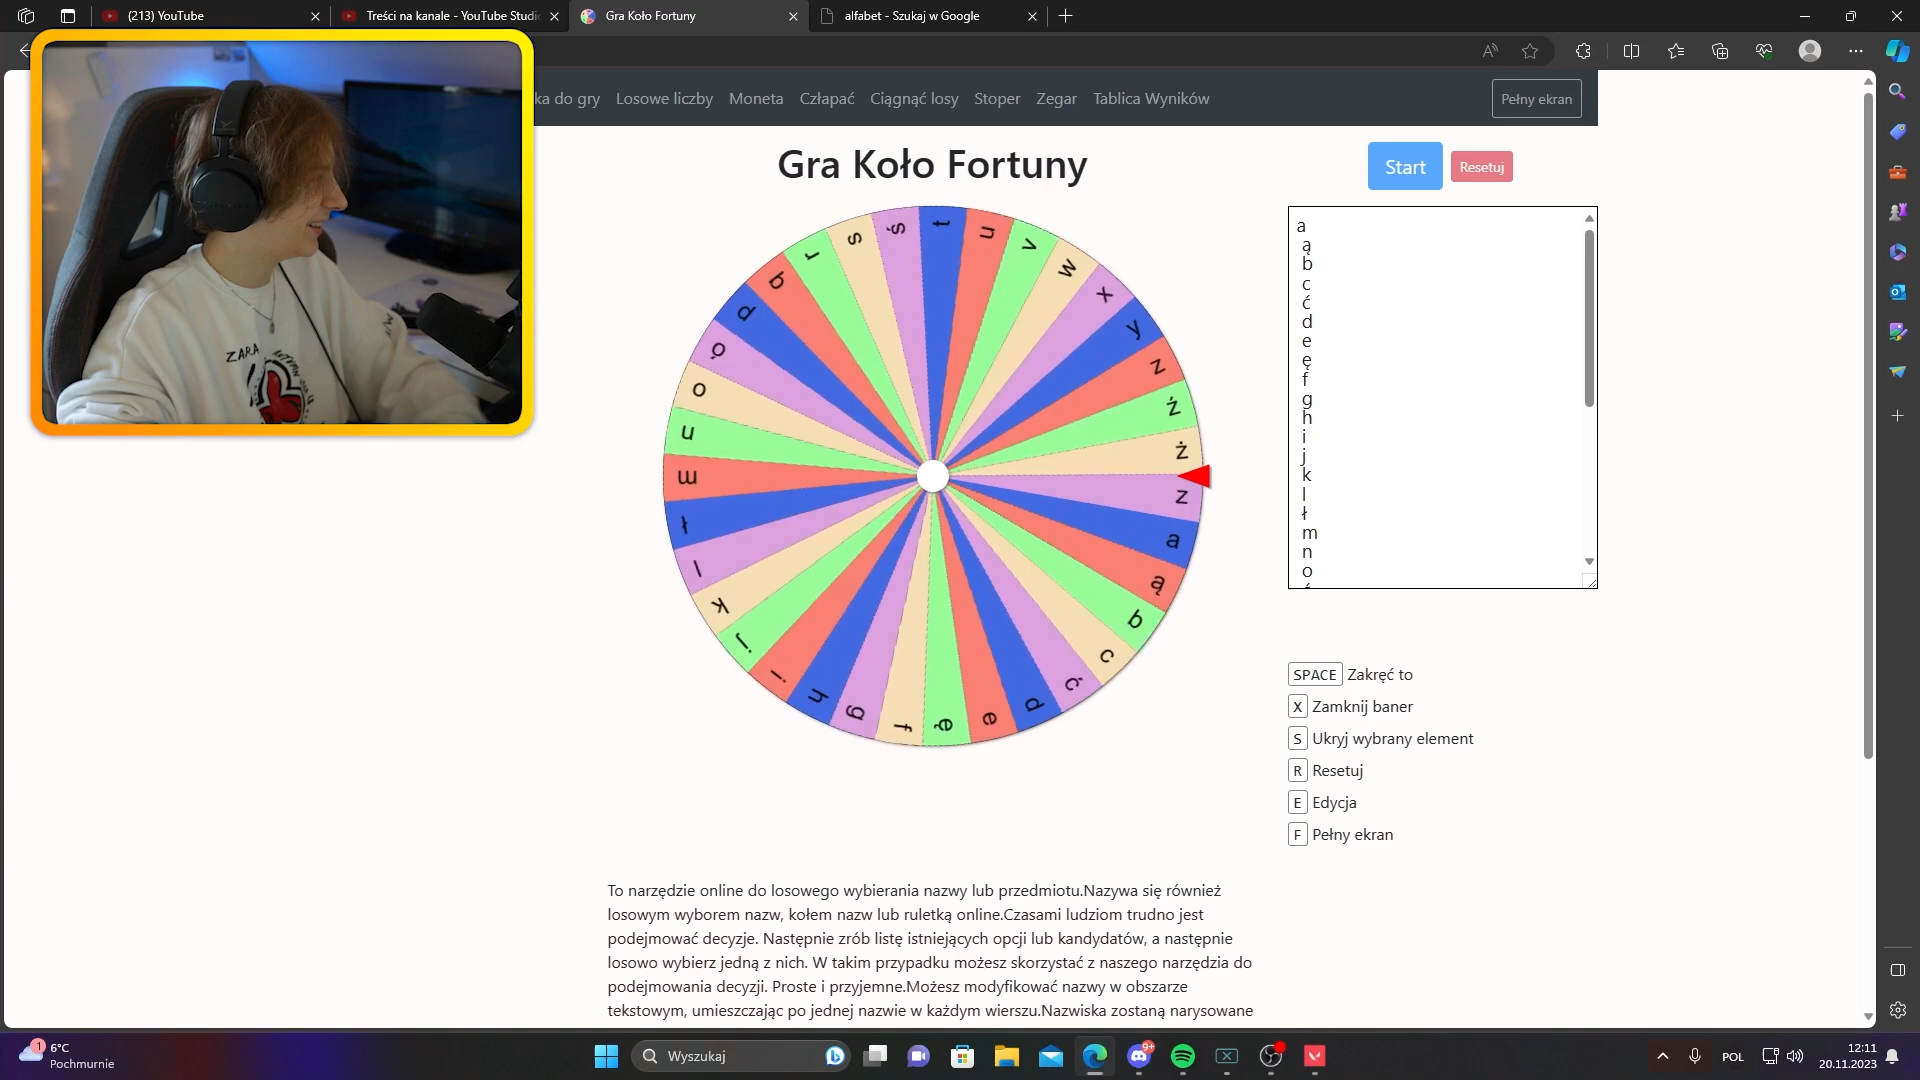 (213) YouTube
Treści na kanale - YouTube Studio
Gra Koło Fortuny
alfabet - Szukaj w Google
ka do gry Losowe liczby Moneta Człapać Ciągnąć losy Stoper Zegar Tablica Wyników Pełny ekran
Gra Koło Fortuny
Start
Resetuj
ZARA
t
u
v
w
x
y
z
ź
ż
z
a
ą
b
c
ć
d
e
ę
f
g
h
i
j
k
l
ł
m
n
o
ó
p
q
r
s
ś
a
ą
b
c
ć
d
e
ę
f
g
h
i
j
k
l
ł
m
n
o
SPACE Zakręć to
X Zamknij baner
S Ukryj wybrany element
R Resetuj
E Edycja
F Pełny ekran
To narzędzie online do losowego wybierania nazwy lub przedmiotu.Nazywa się również
losowym wyborem nazw, kołem nazw lub ruletką online.Czasami ludziom trudno jest
podejmować decyzje. Następnie zrób listę istniejących opcji lub kandydatów, a następnie
losowo wybierz jedną z nich. W takim przypadku możesz skorzystać z naszego narzędzia do
podejmowania decyzji. Proste i przyjemne.Możesz modyfikować nazwy w obszarze
tekstowym, umieszczając po jednej nazwie w każdym wierszu.Nazwiska zostaną narysowane
1
6°C
Pochmurnie
Wyszukaj
9+
POL
12:11
20.11.2023